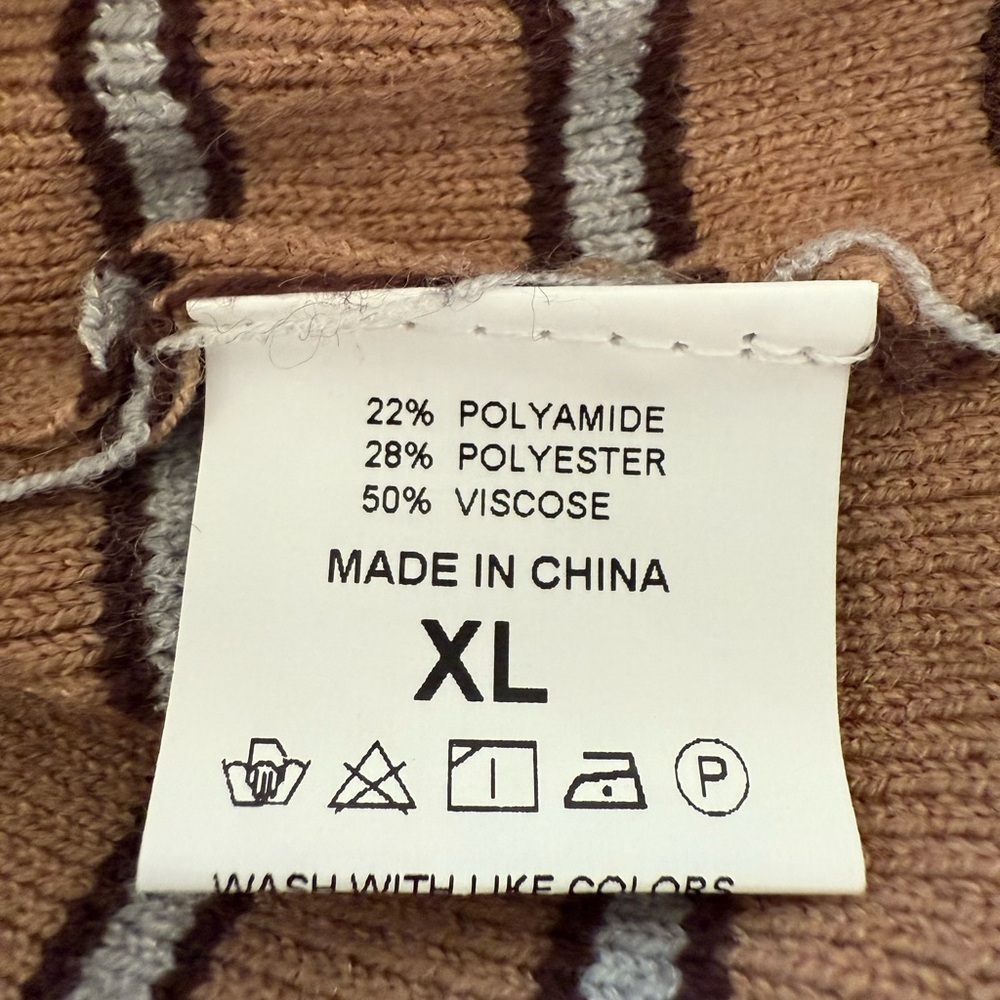 22% POLYAMIDE
28% POLYESTER
50% VISCOSE
MADE IN CHINA
XL
P
WASH WITH LIKE COLORS